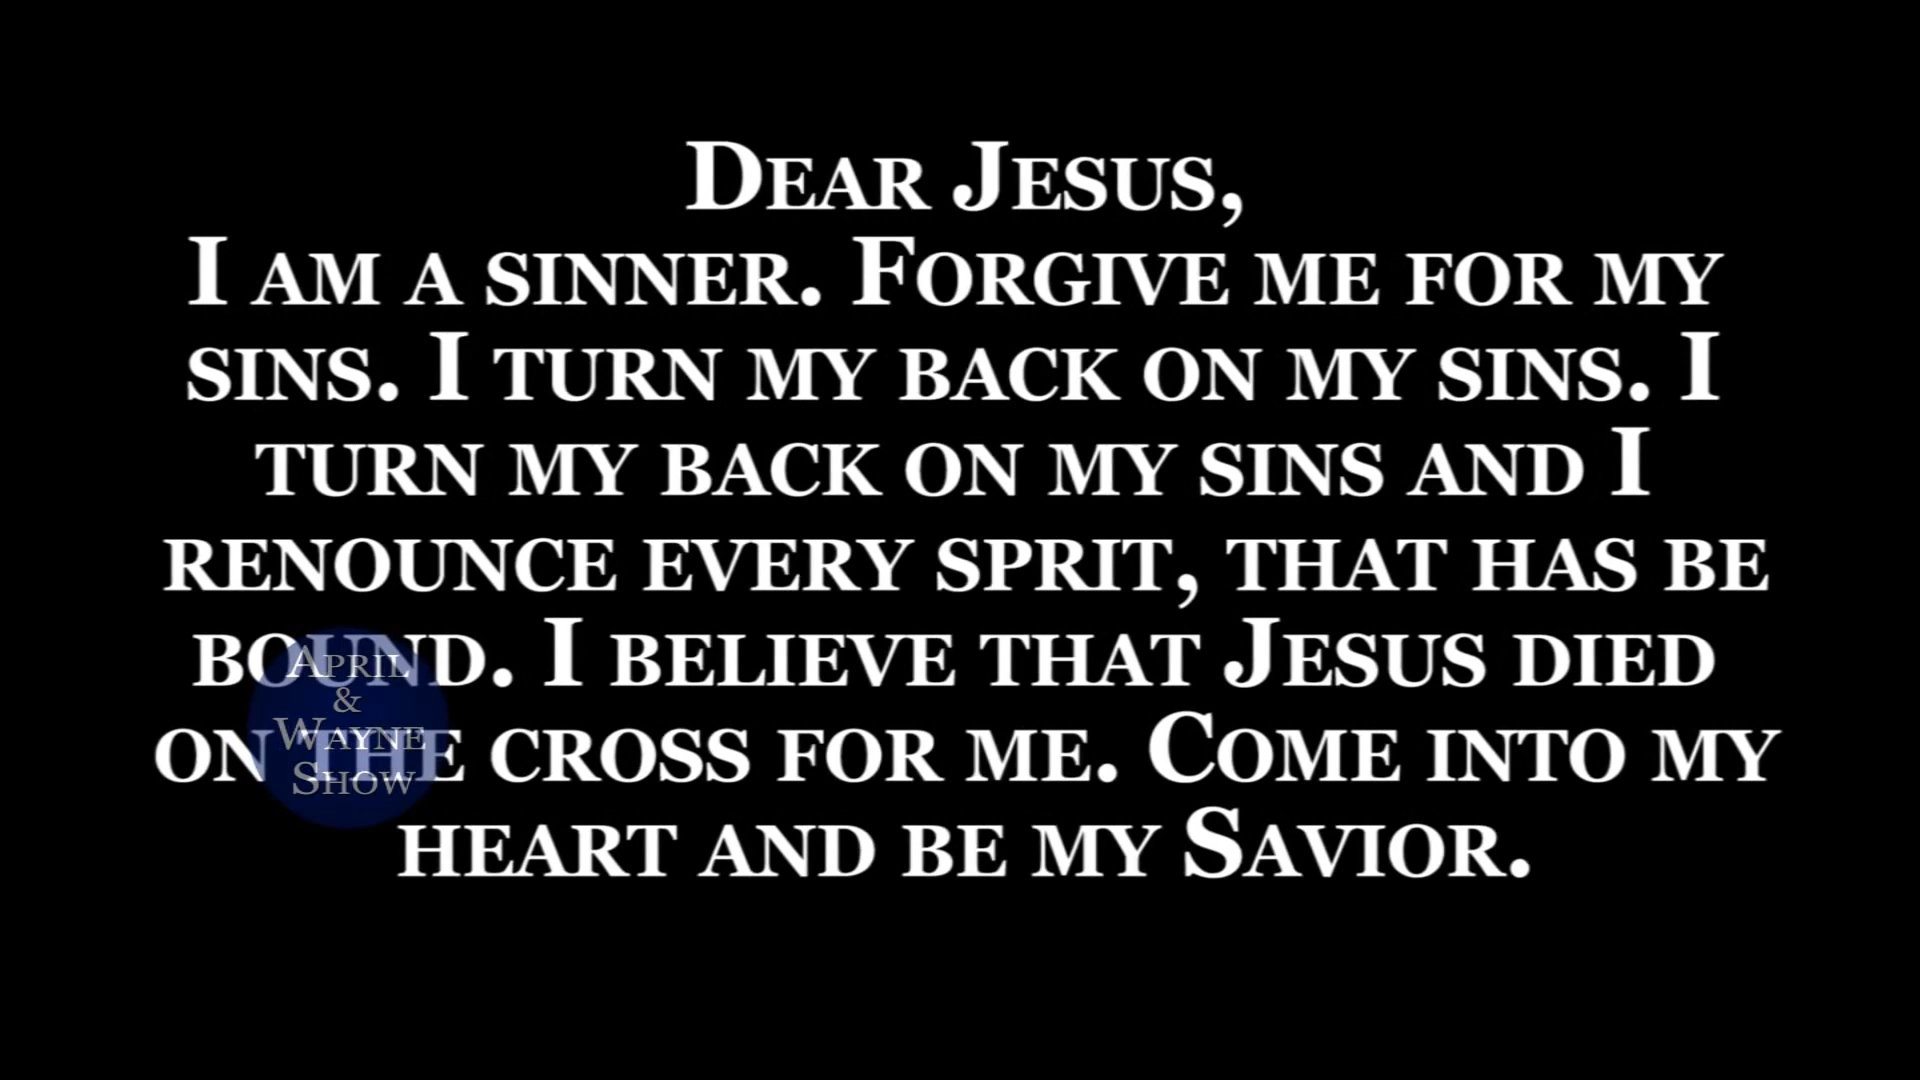 Dear Jesus,
I am a sinner. Forgive me for my
sins. I turn my back on my sins. I
turn my back on my sins and I
renounce every sprit, that has be
bound. I believe that Jesus died
on the cross for me. Come into my
heart and be my Savior.
April
&
Wayne
Show